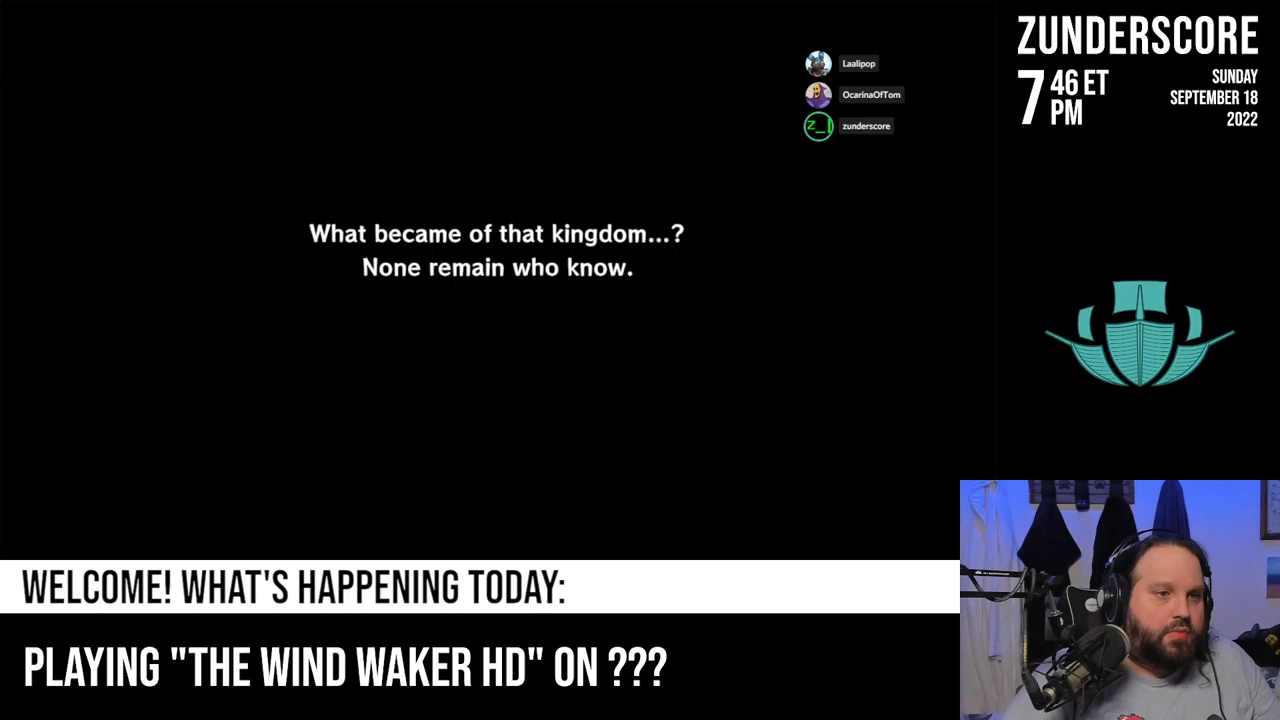 ZUNDERSCORE
7 46 ET
PM
SUNDAY
SEPTEMBER 18
2022
Laalipop
OcarinaOfTom
z_
zunderscore
What became of that kingdom...?
None remain who know.
WELCOME! WHAT'S HAPPENING TODAY:
PLAYING "THE WIND WAKER HD" ON ???